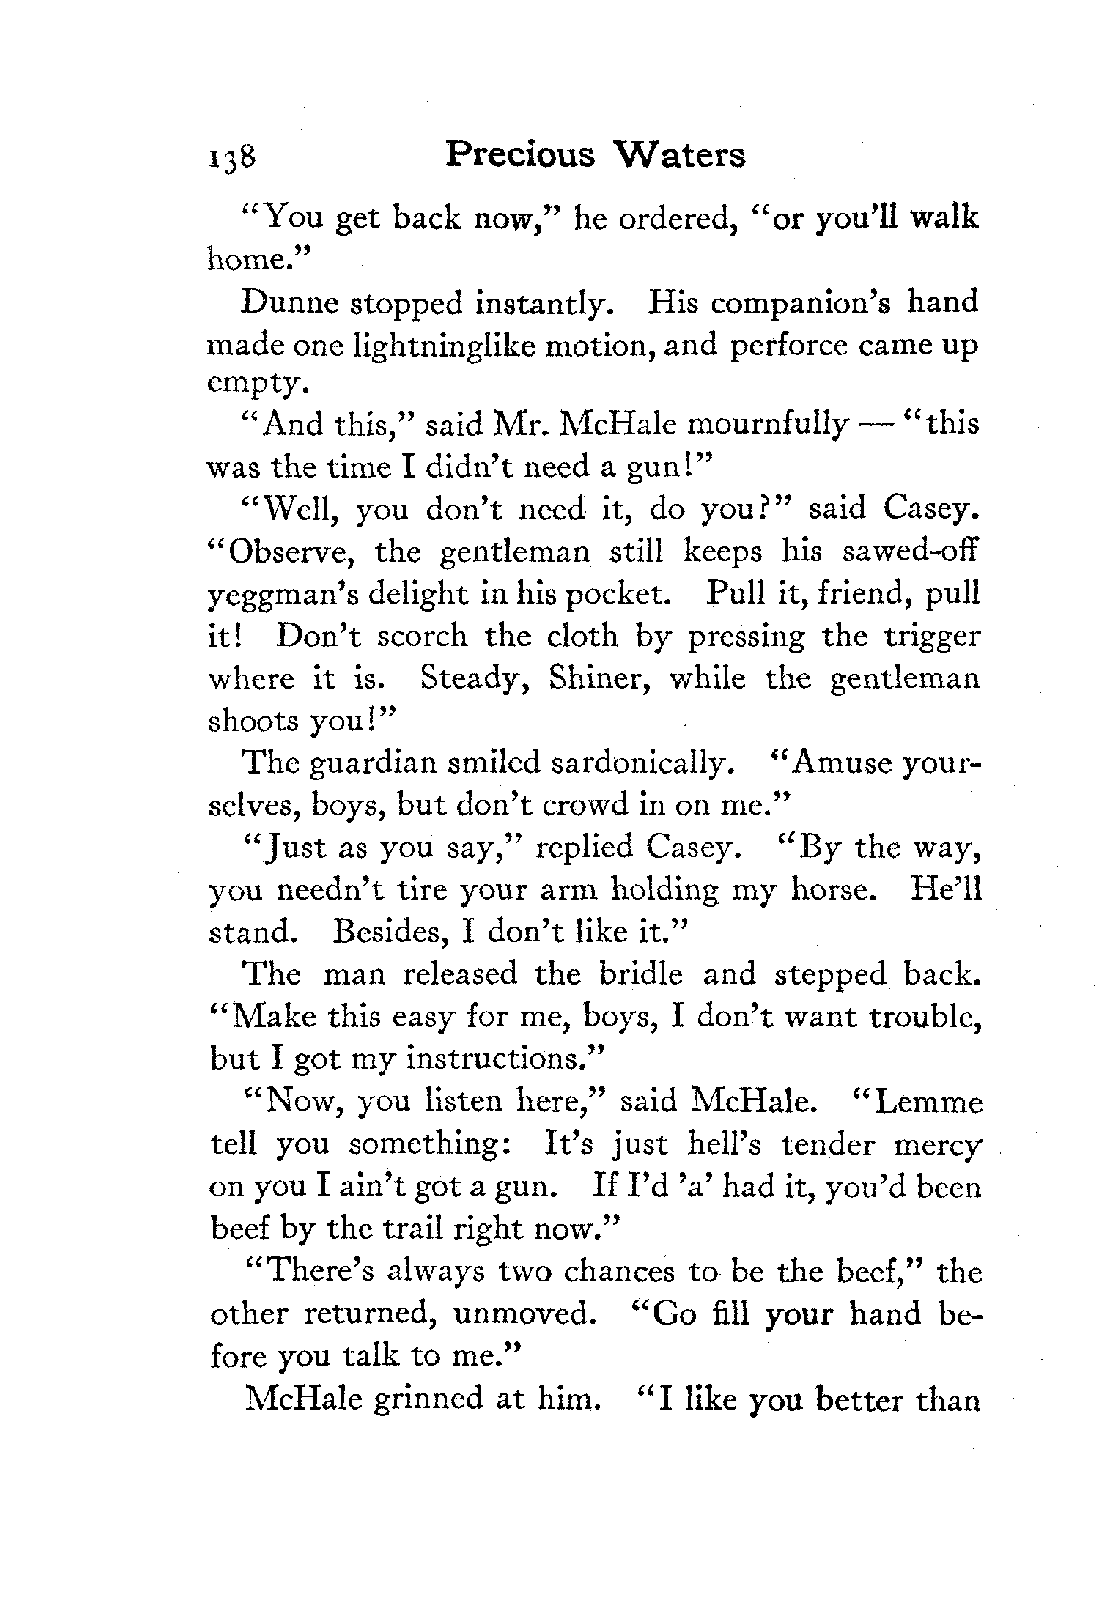 138 Precious Waters
“You get back now,” he ordered, “or you’ll walk
home.”
Dunne stopped instantly. His companion’s hand
made one lightninglike motion, and perforce came up
empty.
“And this,” said Mr. McHale mournfully — “this
was the time I didn’t need a gun!”
“Well, you don’t need it, do you?” said Casey.
“Observe, the gentleman still keeps his sawed-off
yeggman’s delight in his pocket. Pull it, friend, pull
it! Don’t scorch the cloth by pressing the trigger
where it is. Steady, Shiner, while the gentleman
shoots you!”
The guardian smiled sardonically. “Amuse your-
selves, boys, but don’t crowd in on me.”
“Just as you say,” replied Casey. “By the way,
you needn’t tire your arm holding my horse. He’ll
stand. Besides, I don’t like it.”
The man released the bridle and stepped back.
“Make this easy for me, boys, I don’t want trouble,
but I got my instructions.”
“Now, you listen here,” said McHale. “Lemme
tell you something: It’s just hell’s tender mercy
on you I ain’t got a gun. If I’d ’a’ had it, you’d been
beef by the trail right now.”
“There’s always two chances to be the beef,” the
other returned, unmoved. “Go fill your hand be-
fore you talk to me.”
McHale grinned at him. “I like you better than